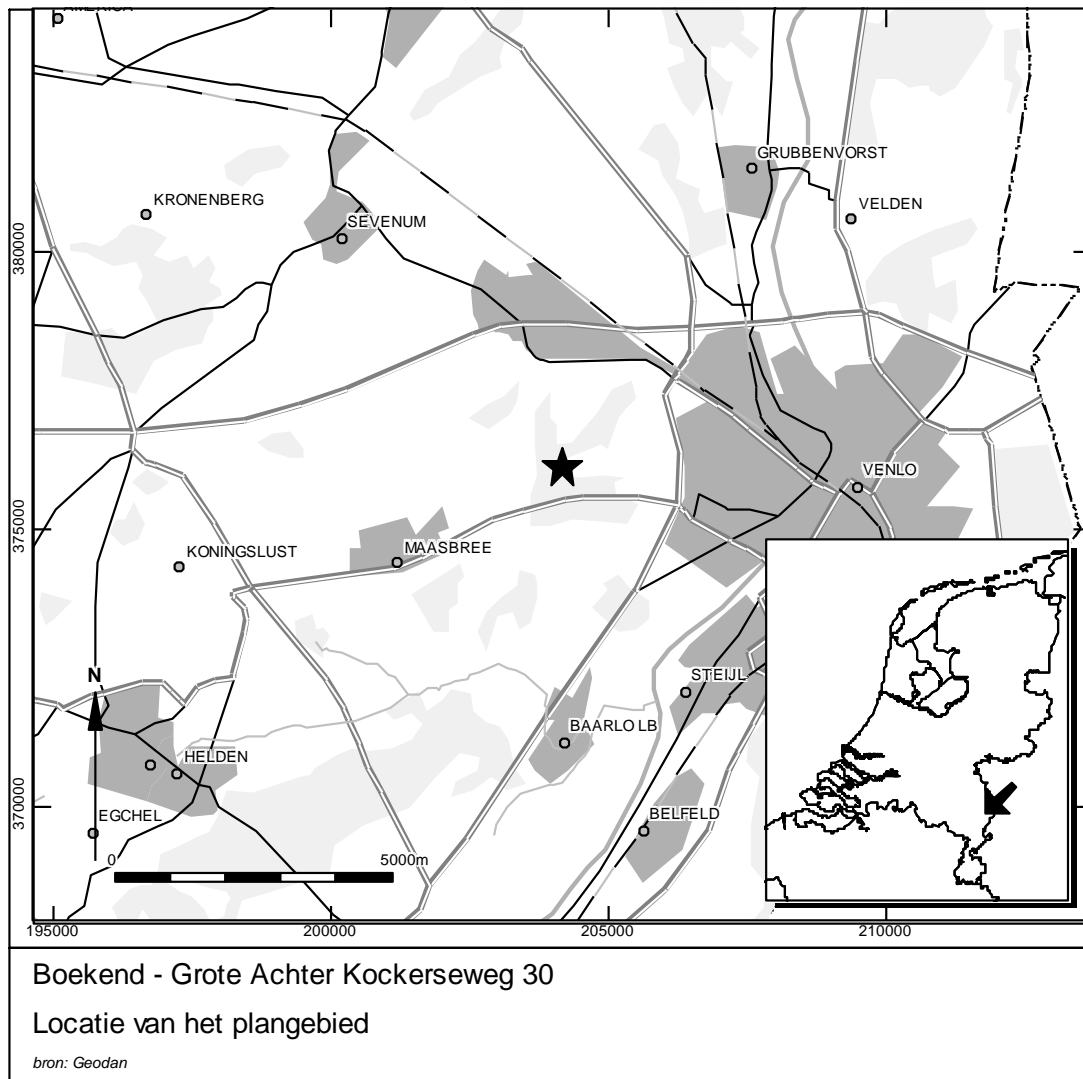 AMERICA
GRUBBENVORST
KRONENBERG
VELDEN
SEVENUM
380000
VENLO
375000
MAASBREE
KONINGSLUST
N
STEIJL
BAARLO LB
HELDEN
370000
BELFELD
EGCHEL
0 5000m
195000 200000 205000 210000
Boekend - Grote Achter Kockerseweg 30
Locatie van het plangebied
bron: Geodan